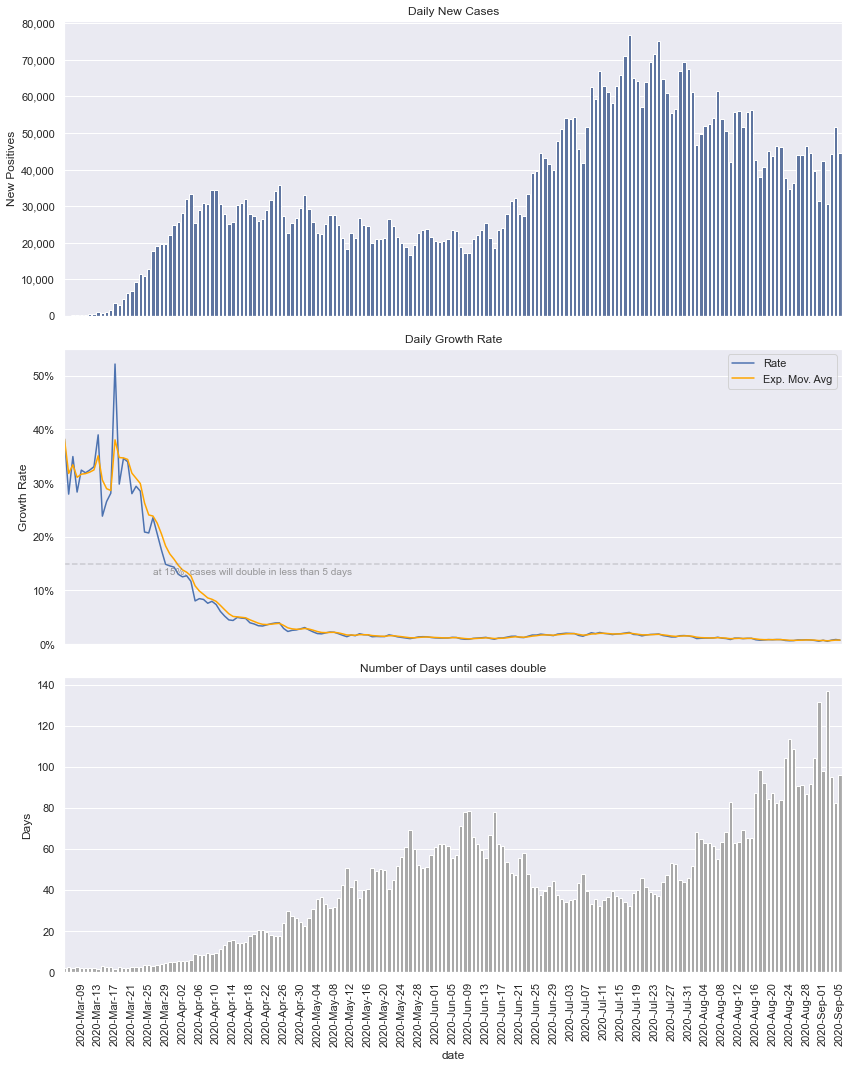 Daily New Cases
80,000
70,000
60,000
50,000
40,000
30,000
20,000
10,000
0
New Positives
Daily Growth Rate
Rate
Exp. Mov. Avg
50%
40%
30%
20%
10%
0%
Growth Rate
at 15%, cases will double in less than 5 days
Number of Days until cases double
140
120
100
80
60
40
20
0
Days
2020-Mar-09
2020-Mar-13
2020-Mar-17
2020-Mar-21
2020-Mar-25
2020-Mar-29
2020-Apr-02
2020-Apr-06
2020-Apr-10
2020-Apr-14
2020-Apr-18
2020-Apr-22
2020-Apr-26
2020-Apr-30
2020-May-04
2020-May-08
2020-May-12
2020-May-16
2020-May-20
2020-May-24
2020-May-28
2020-Jun-01
2020-Jun-05
2020-Jun-09
2020-Jun-13
2020-Jun-17
2020-Jun-21
2020-Jun-25
2020-Jun-29
2020-Jul-03
2020-Jul-07
2020-Jul-11
2020-Jul-15
2020-Jul-19
2020-Jul-23
2020-Jul-27
2020-Jul-31
2020-Aug-04
2020-Aug-08
2020-Aug-12
2020-Aug-16
2020-Aug-20
2020-Aug-24
2020-Aug-28
2020-Sep-01
2020-Sep-05
date